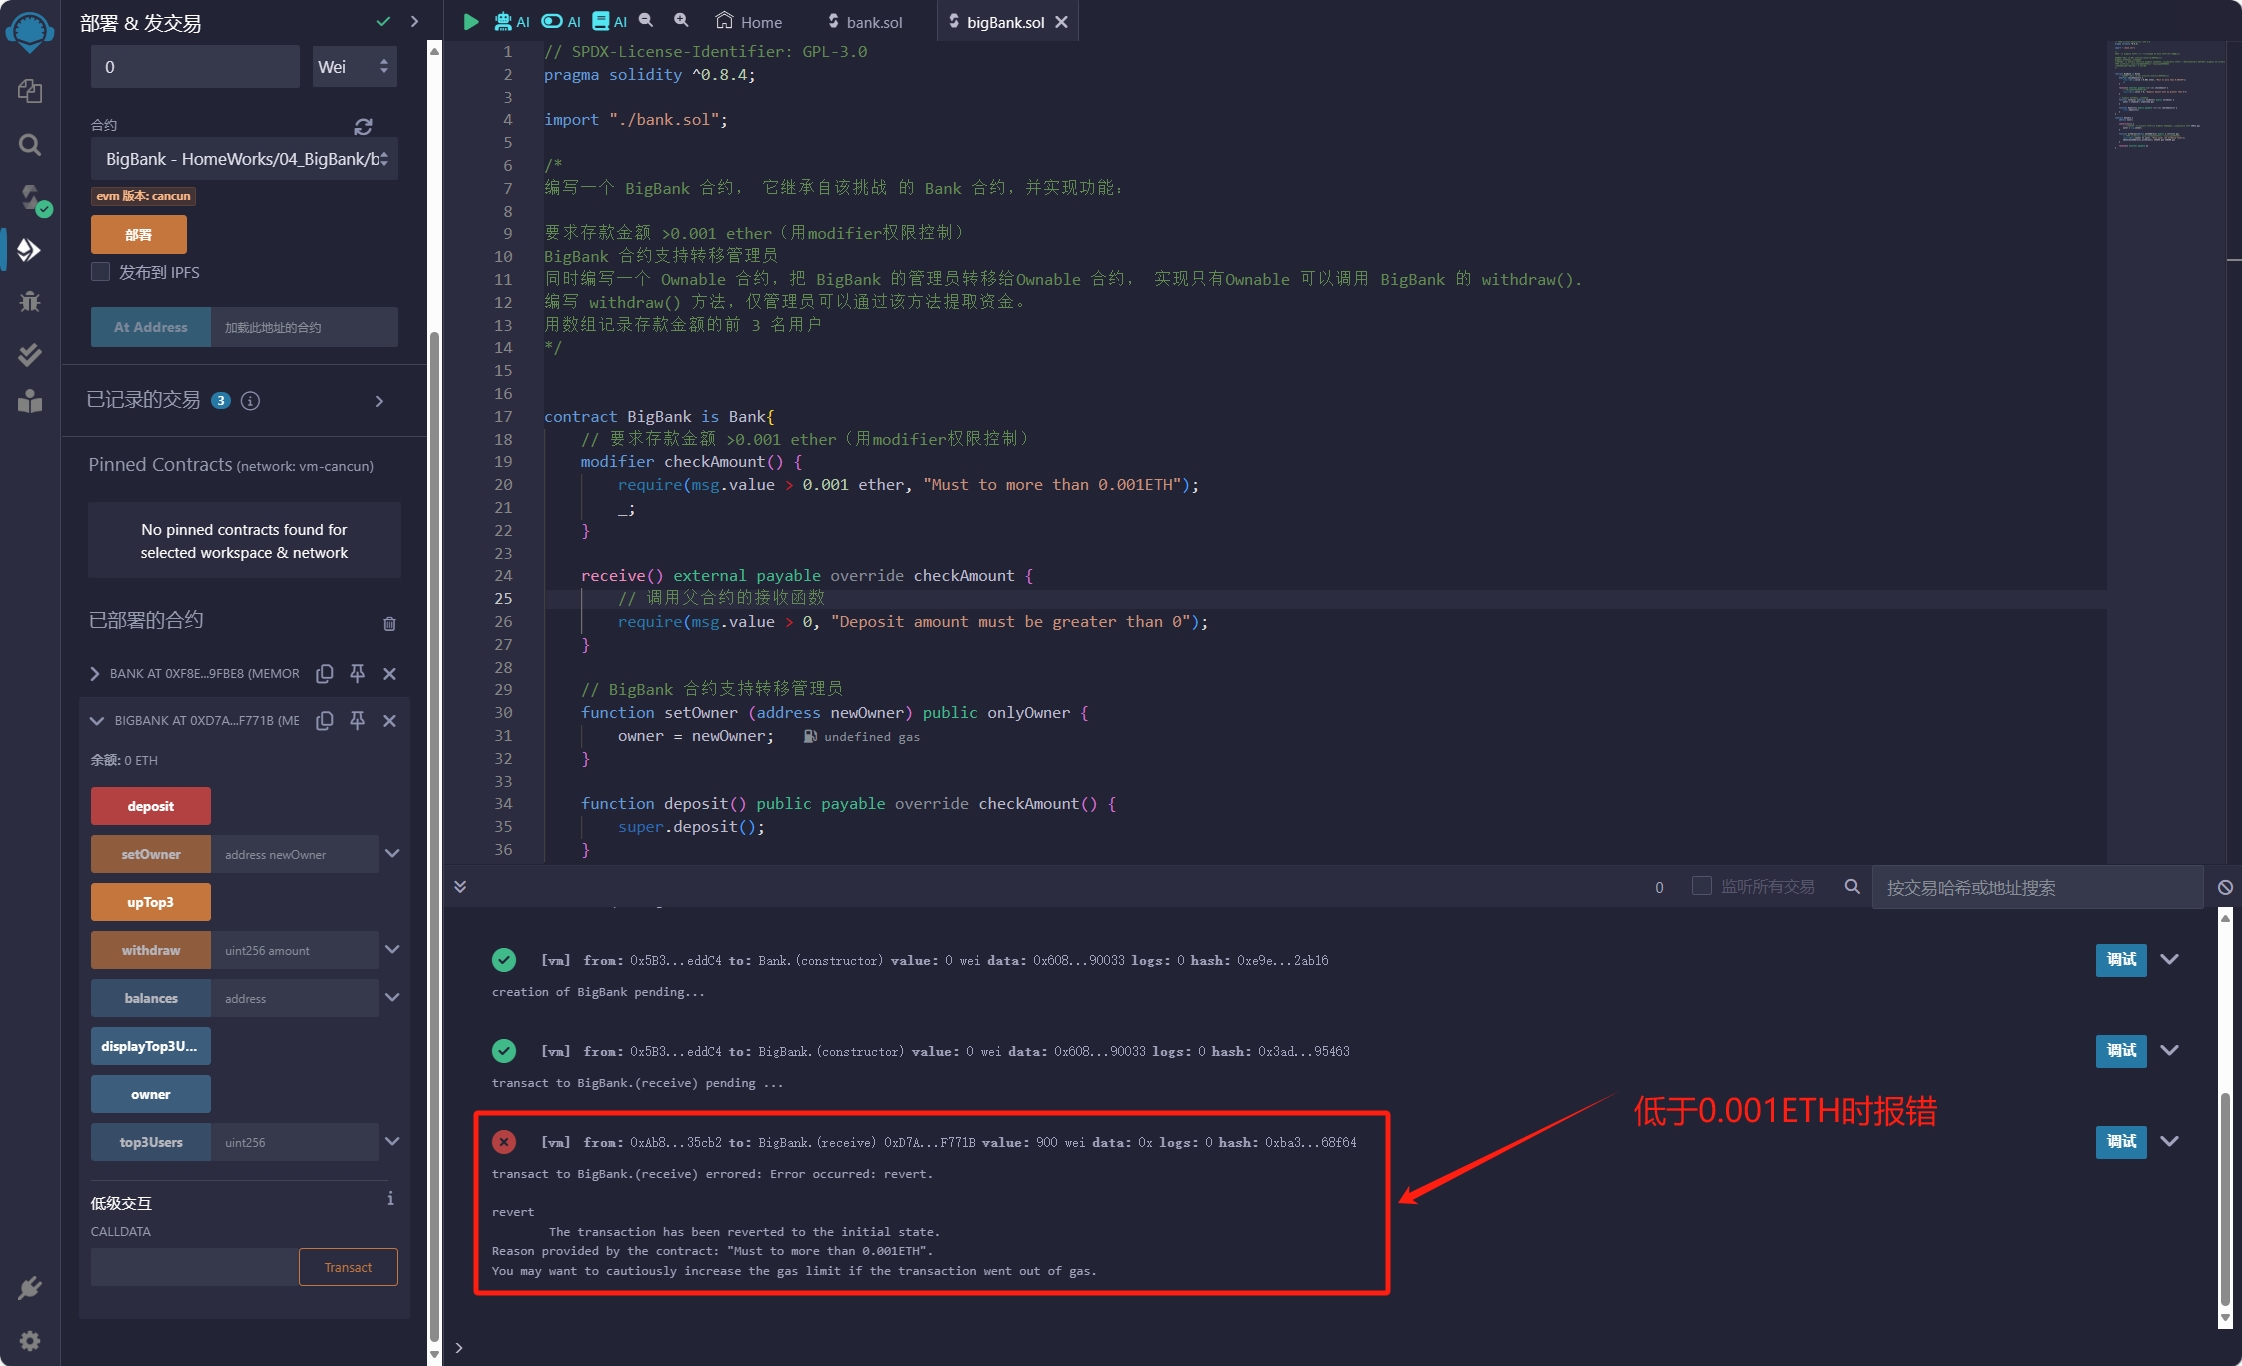 部署 & 发交易
0
Wei
合约
BigBank - HomeWorks/04_BigBank/b
evm 版本: cancun
部署
发布到 IPFS
At Address
加载此地址的合约
已记录的交易 3
Pinned Contracts (network: vm-cancun)
No pinned contracts found for
selected workspace & network
已部署的合约
BANK AT 0XF8E...9FBE8 (MEMOR
BIGBANK AT 0XD7A...F771B (ME
余额: 0 ETH
deposit
setOwner
address newOwner
upTop3
withdraw
uint256 amount
balances
address
displayTop3U...
owner
top3Users
uint256
低级交互
CALLDATA
Transact
AI AI AI Home bank.sol bigBank.sol
1 // SPDX-License-Identifier: GPL-3.0
2 pragma solidity ^0.8.4;
3
4 import "./bank.sol";
5
6 /*
7 编写一个 BigBank 合约， 它继承自该挑战 的 Bank 合约，并实现功能：
8
9 要求存款金额 >0.001 ether（用modifier权限控制）
10 BigBank 合约支持转移管理员
11 同时编写一个 Ownable 合约，把 BigBank 的管理员转移给Ownable 合约， 实现只有Ownable 可以调用 BigBank 的 withdraw().
12 编写 withdraw() 方法，仅管理员可以通过该方法提取资金。
13 用数组记录存款金额的前 3 名用户
14 */
15
16
17 contract BigBank is Bank{
18 // 要求存款金额 >0.001 ether（用modifier权限控制）
19 modifier checkAmount() {
20 require(msg.value > 0.001 ether, "Must to more than 0.001ETH");
21 _;
22 }
23
24 receive() external payable override checkAmount {
25 // 调用父合约的接收函数
26 require(msg.value > 0, "Deposit amount must be greater than 0");
27 }
28
29 // BigBank 合约支持转移管理员
30 function setOwner (address newOwner) public onlyOwner {
31 owner = newOwner; undefined gas
32 }
33
34 function deposit() public payable override checkAmount() {
35 super.deposit();
36 }
0 监听所有交易 按交易哈希或地址搜索
[vm] from: 0x5B3...eddC4 to: Bank.(constructor) value: 0 wei data: 0x608...90033 logs: 0 hash: 0xe9e...2ab16
调试
creation of BigBank pending...
[vm] from: 0x5B3...eddC4 to: BigBank.(constructor) value: 0 wei data: 0x608...90033 logs: 0 hash: 0x3ad...95463
调试
transact to BigBank.(receive) pending ...
低于0.001ETH时报错
[vm] from: 0xAb8...35cb2 to: BigBank.(receive) 0xD7A...F771B value: 900 wei data: 0x logs: 0 hash: 0xba3...68f64
调试
transact to BigBank.(receive) errored: Error occurred: revert.
revert
The transaction has been reverted to the initial state.
Reason provided by the contract: "Must to more than 0.001ETH".
You may want to cautiously increase the gas limit if the transaction went out of gas.
>